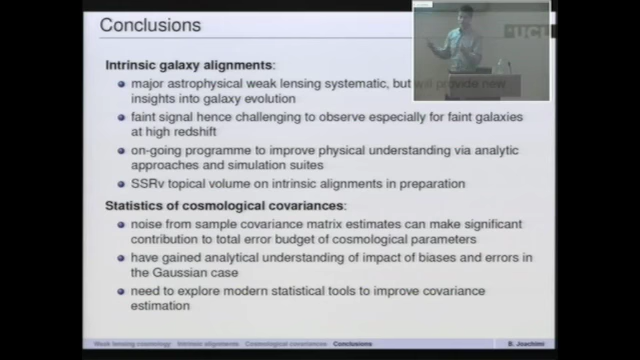 Conclusions
UCL
Intrinsic galaxy alignments:
major astrophysical weak lensing systematic, but will provide new
insights into galaxy evolution
faint signal hence challenging to observe especially for faint galaxies
at high redshift
on-going programme to improve physical understanding via analytic
approaches and simulation suites
SSRv topical volume on intrinsic alignments in preparation
Statistics of cosmological covariances:
noise from sample covariance matrix estimates can make significant
contribution to total error budget of cosmological parameters
have gained analytical understanding of impact of biases and errors in
the Gaussian case
need to explore modern statistical tools to improve covariance
estimation
Weak lensing cosmology Intrinsic alignments Cosmological covariances Conclusions B. Joachimi